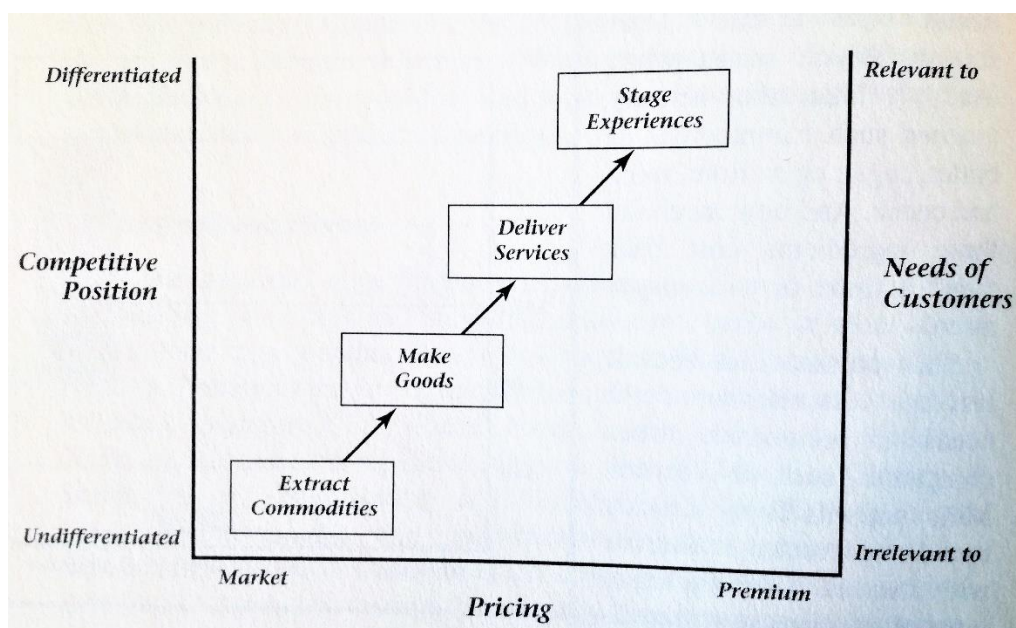 Differentiated
Relevant to
Stage
Experiences
Deliver
Services
Competitive
Position
Needs of
Customers
Make
Goods
Extract
Commodities
Undifferentiated
Irrelevant to
Market
Premium
Pricing